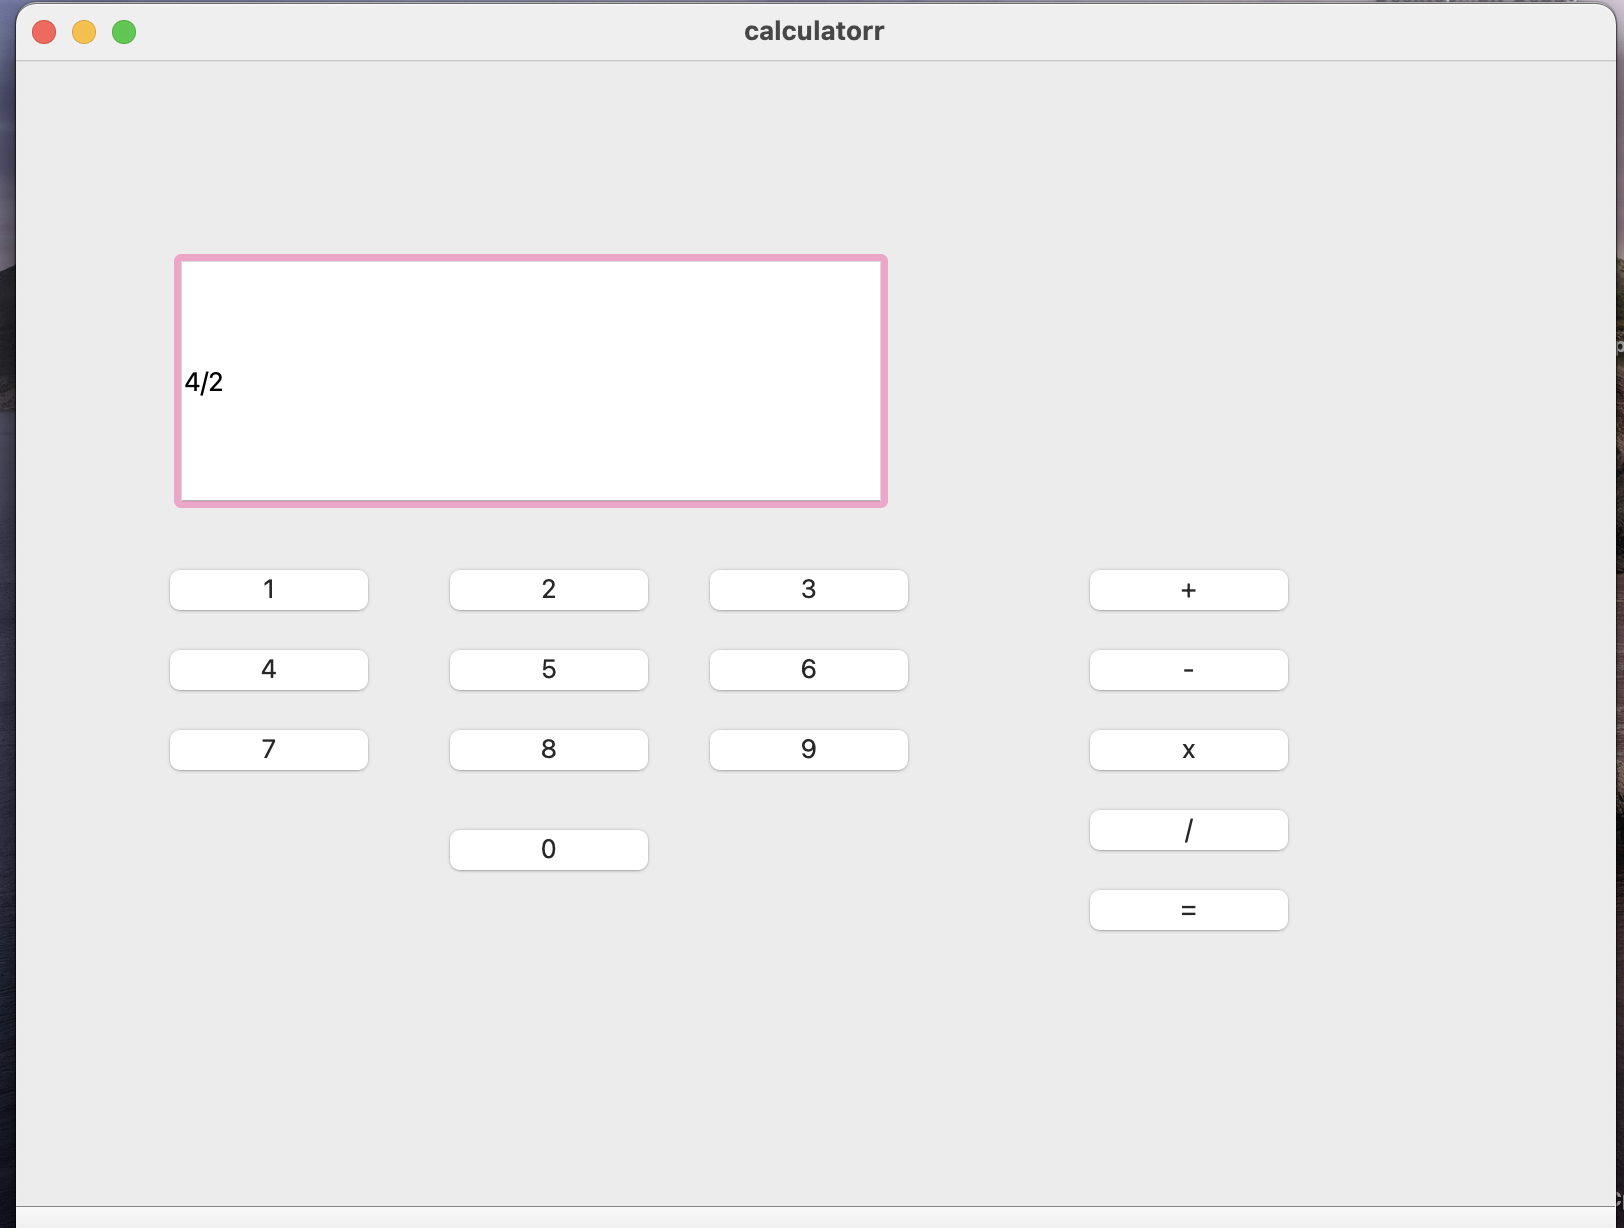 calculatorr
4/2
1 2 3 +
4 5 6 -
7 8 9 x
/
0
=